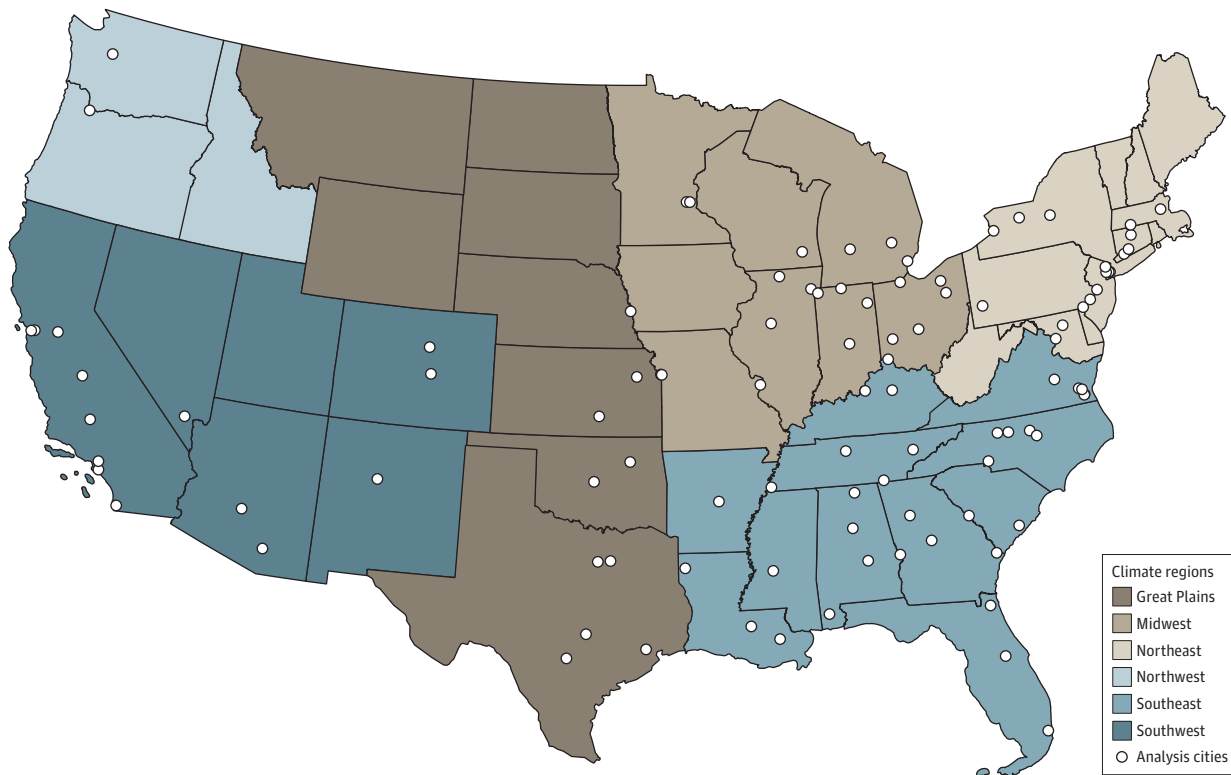 Climate regions
Great Plains
Midwest
Northeast
Northwest
Southeast
Southwest
Analysis cities